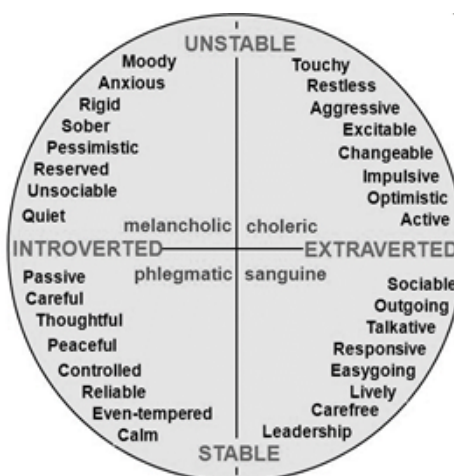 UNSTABLE
Moody
Anxious
Rigid
Sober
Pessimistic
Reserved
Unsociable
Quiet
Touchy
Restless
Aggressive
Excitable
Changeable
Impulsive
Optimistic
Active
melancholic choleric
INTROVERTED EXTRAVERTED
phlegmatic sanguine
Passive
Careful
Thoughtful
Peaceful
Controlled
Reliable
Even-tempered
Calm
Sociable
Outgoing
Talkative
Responsive
Easygoing
Lively
Carefree
Leadership
STABLE